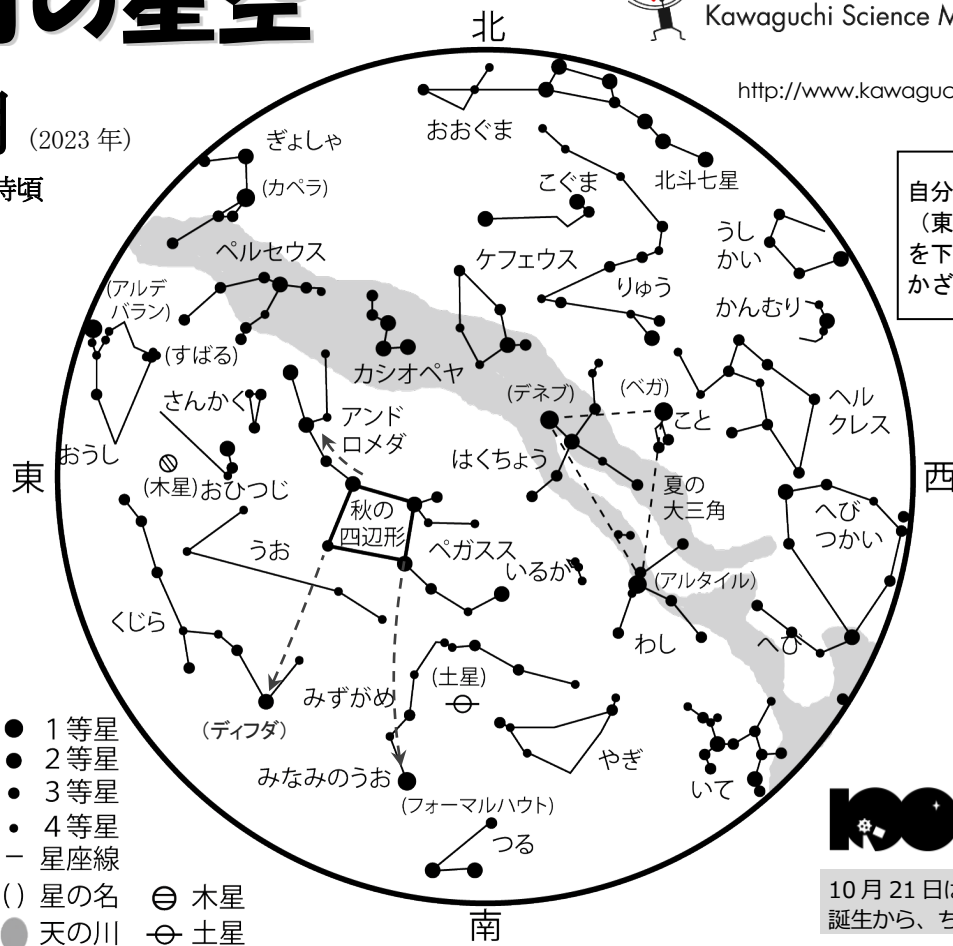 の星空
北
Kawaguchi Science M
http://www.kawaguc
(2023年)
時頃
自分
（東
を下
かざ
おおぐま
ぎょしゃ
(カペラ)
こぐま
北斗七星
うし
かい
ペルセウス
ケフェウス
りゅう
(アルデ
バラン)
かんむり
(すばる)
カシオペヤ
さんかく
アンド
ロメダ
(デネブ)
(ベガ)
こと
ヘル
クレス
おうし
はくちょう
東
西
(木星)
おひつじ
夏の
大三角
秋の
四辺形
へび
つかい
うお
ペガスス
いるか
(アルタイル)
くじら
わし
へび
みずがめ
(土星)
(ディフダ)
みなみのうお
やぎ
いて
(フォーマルハウト)
つる
南
1等星
2等星
3等星
4等星
星座線
() 星の名
木星
天の川
土星
100
10月21日は
誕生から、ち